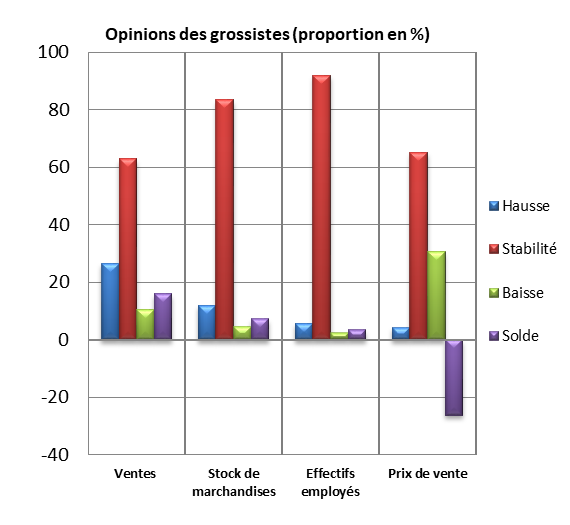 Opinions des grossistes (proportion en %)
100
80
60
40
20
0
-20
-40
Ventes
Stock de
marchandises
Effectifs
employés
Prix de vente
Hausse
Stabilité
Baisse
Solde